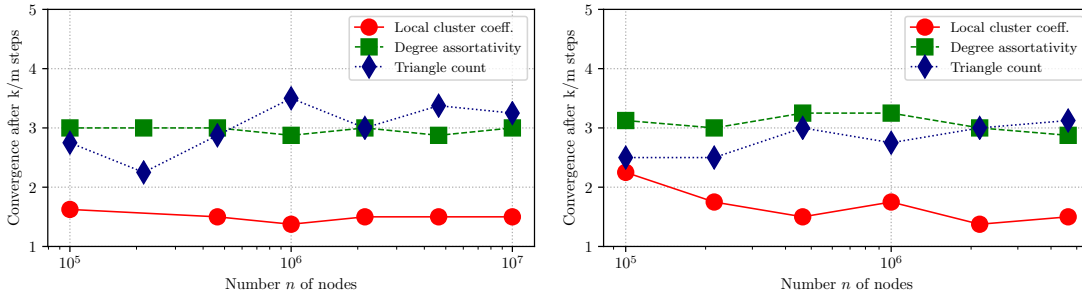 Convergence after k/m steps
5
4
3
2
1
Local cluster coeff.
Degree assortativity
Triangle count
10^5
10^6
10^7
Number n of nodes
Convergence after k/m steps
5
4
3
2
1
Local cluster coeff.
Degree assortativity
Triangle count
10^5
10^6
Number n of nodes